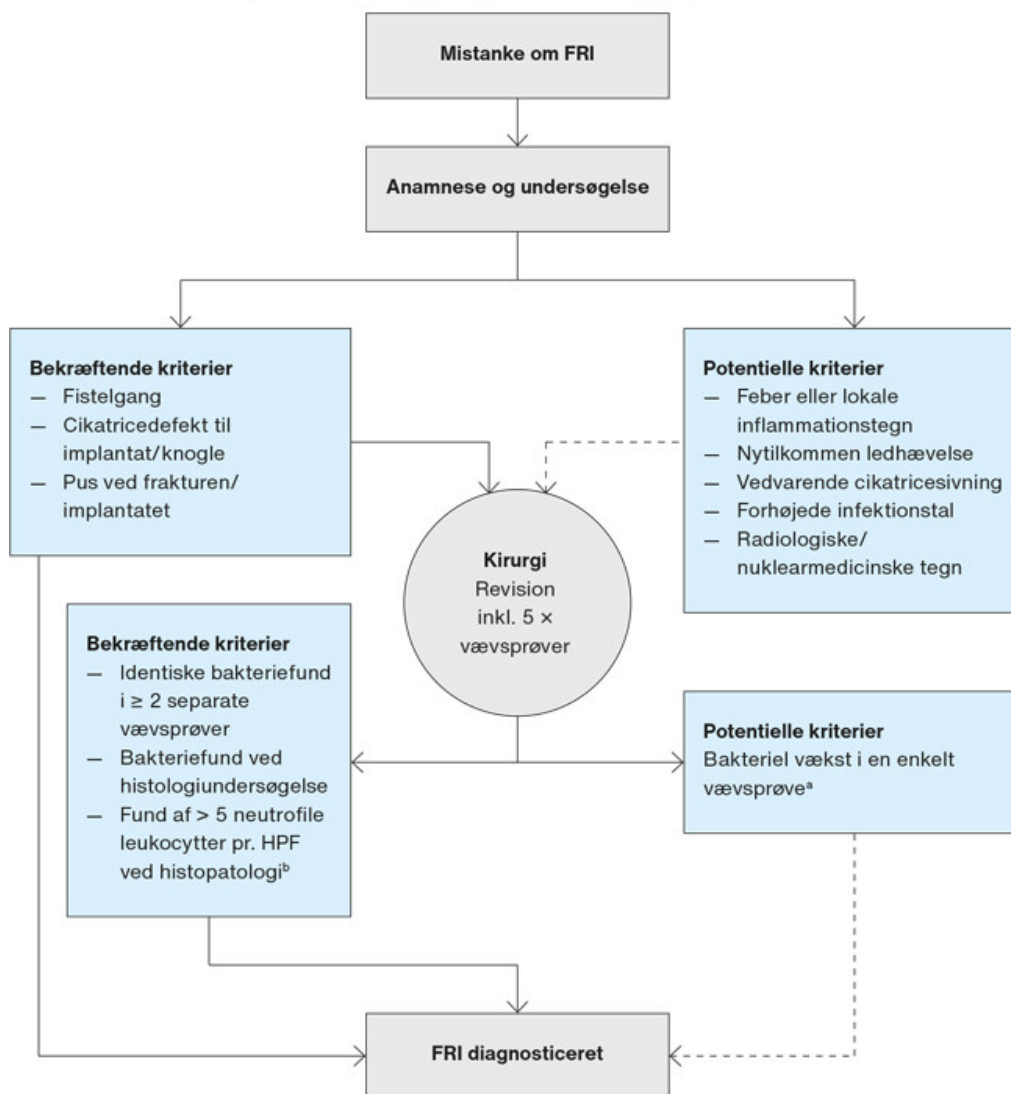 Mistanke om FRI
Anamnese og undersøgelse
Bekræftende kriterier
— Fistelgang
— Cikatricedefekt til
implantat/knogle
— Pus ved frakturen/
implantatet
Potentielle kriterier
— Feber eller lokale
inflammationstegn
— Nytilkommen ledhævelse
— Vedvarende cikatricesivning
— Forhøjede infektionstal
— Radiologiske/
nuklearmedicinske tegn
Kirurgi
Revision
inkl. 5 ×
vævsprøver
Bekræftende kriterier
— Identiske bakteriefund
i ≥ 2 separate
vævsprøver
— Bakteriefund ved
histologiundersøgelse
— Fund af > 5 neutrofile
leukocytter pr. HPF
ved histopatologiᵇ
Potentielle kriterier
Bakteriel vækst i en enkelt
vævsprøveᵃ
FRI diagnosticeret